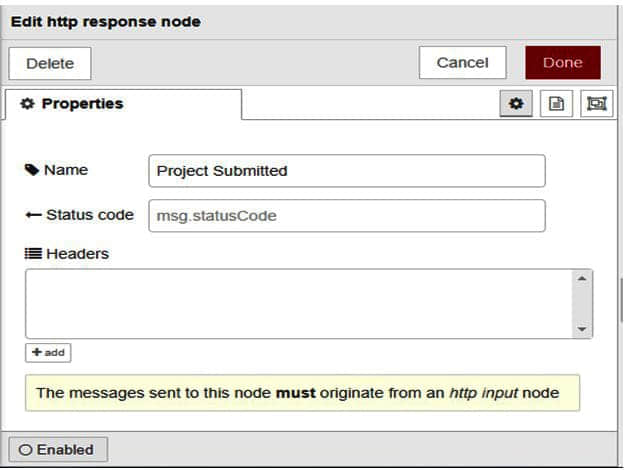 Edit http response node
Delete
Cancel
Done
Properties
Name
Project Submitted
Status code
msg.statusCode
Headers
add
The messages sent to this node must originate from an http input node
Enabled